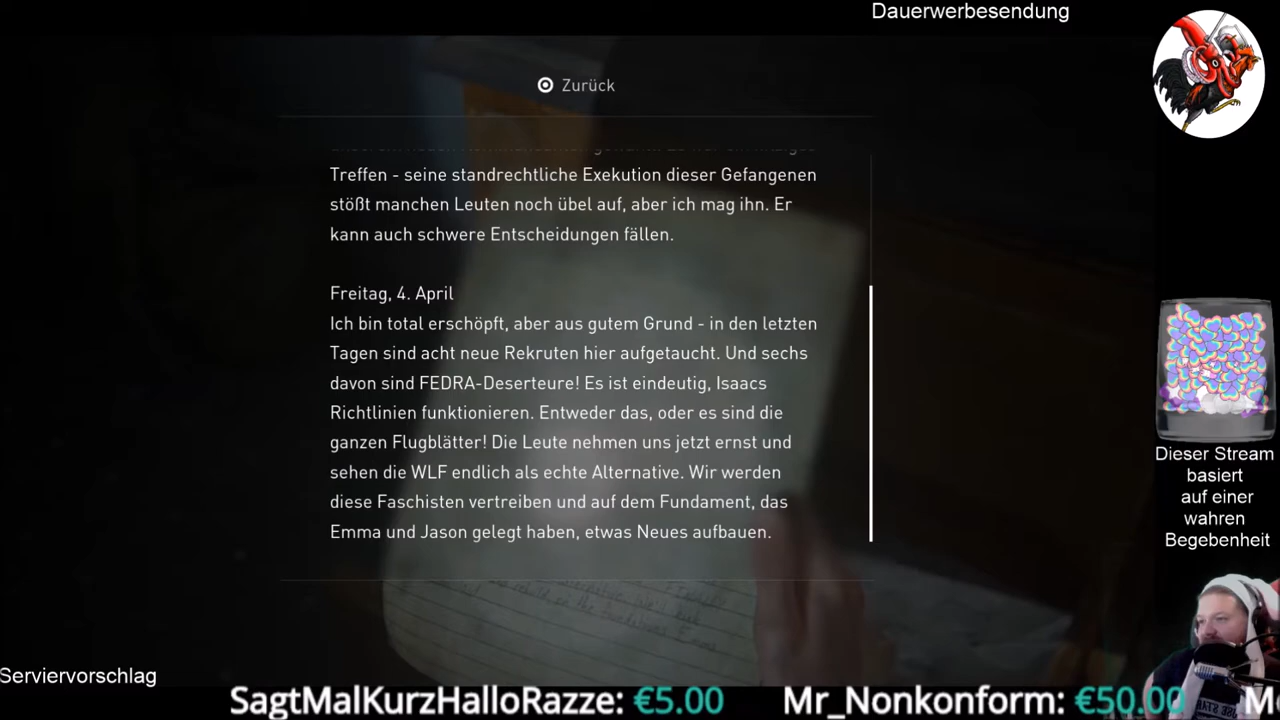 Dauerwerbesendung
Zurück
Treffen - seine standrechtliche Exekution dieser Gefangenen
stößt manchen Leuten noch übel auf, aber ich mag ihn. Er
kann auch schwere Entscheidungen fällen.
Freitag, 4. April
Ich bin total erschöpft, aber aus gutem Grund - in den letzten
Tagen sind acht neue Rekruten hier aufgetaucht. Und sechs
davon sind FEDRA-Deserteure! Es ist eindeutig, Isaacs
Richtlinien funktionieren. Entweder das, oder es sind die
ganzen Flugblätter! Die Leute nehmen uns jetzt ernst und
sehen die WLF endlich als echte Alternative. Wir werden
diese Faschisten vertreiben und auf dem Fundament, das
Emma und Jason gelegt haben, etwas Neues aufbauen.
Dieser Stream
basiert
auf einer
wahren
Begebenheit
Serviervorschlag
SagtMalKurzHalloRazze: €5.00 Mr_Nonkonform: €50.00